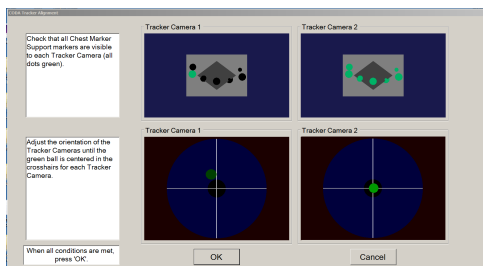 CODA Tracker Alignment
Check that all Chest Marker
Support markers are visible
to each Tracker Camera (all
dots green).
Tracker Camera 1
Tracker Camera 2
Adjust the orientation of the
Tracker Cameras until the
green ball is centered in the
crosshairs for each Tracker
Camera.
Tracker Camera 1
Tracker Camera 2
When all conditions are met,
press 'OK'.
OK
Cancel